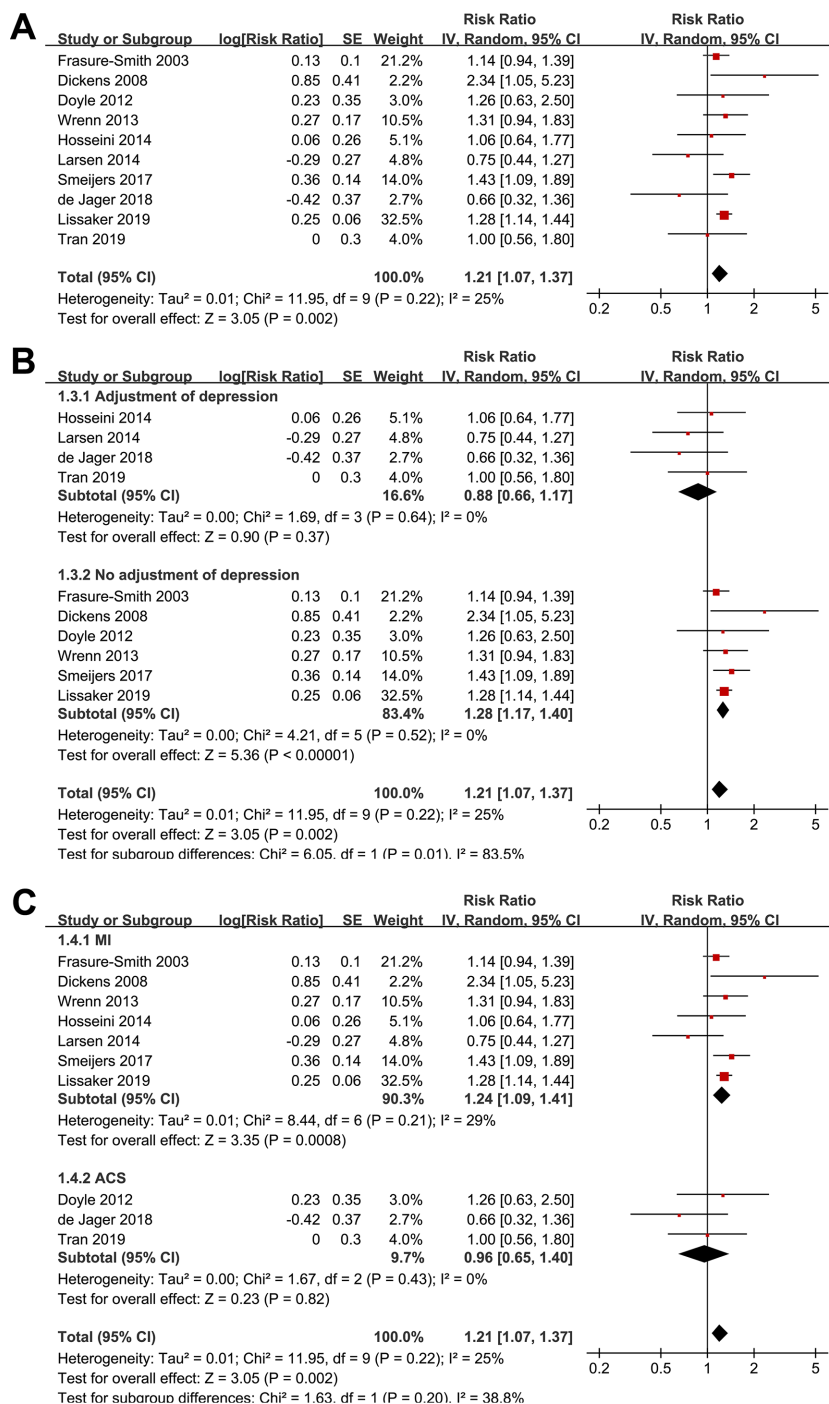 A
Risk Ratio Risk Ratio
Study or Subgroup log[Risk Ratio] SE Weight IV, Random, 95% CI IV, Random, 95% CI
Frasure-Smith 2003 0.13 0.1 21.2% 1.14 [0.94, 1.39]
Dickens 2008 0.85 0.41 2.2% 2.34 [1.05, 5.23]
Doyle 2012 0.23 0.35 3.0% 1.26 [0.63, 2.50]
Wrenn 2013 0.27 0.17 10.5% 1.31 [0.94, 1.83]
Hosseini 2014 0.06 0.26 5.1% 1.06 [0.64, 1.77]
Larsen 2014 -0.29 0.27 4.8% 0.75 [0.44, 1.27]
Smeijers 2017 0.36 0.14 14.0% 1.43 [1.09, 1.89]
de Jager 2018 -0.42 0.37 2.7% 0.66 [0.32, 1.36]
Lissaker 2019 0.25 0.06 32.5% 1.28 [1.14, 1.44]
Tran 2019 0 0.3 4.0% 1.00 [0.56, 1.80]
Total (95% CI) 100.0% 1.21 [1.07, 1.37]
Heterogeneity: Tau² = 0.01; Chi² = 11.95, df = 9 (P = 0.22); I² = 25%
0.2 0.5 1 2 5
Test for overall effect: Z = 3.05 (P = 0.002)
B
Risk Ratio Risk Ratio
Study or Subgroup log[Risk Ratio] SE Weight IV, Random, 95% CI IV, Random, 95% CI
1.3.1 Adjustment of depression
Hosseini 2014 0.06 0.26 5.1% 1.06 [0.64, 1.77]
Larsen 2014 -0.29 0.27 4.8% 0.75 [0.44, 1.27]
de Jager 2018 -0.42 0.37 2.7% 0.66 [0.32, 1.36]
Tran 2019 0 0.3 4.0% 1.00 [0.56, 1.80]
Subtotal (95% CI) 16.6% 0.88 [0.66, 1.17]
Heterogeneity: Tau² = 0.00; Chi² = 1.69, df = 3 (P = 0.64); I² = 0%
Test for overall effect: Z = 0.90 (P = 0.37)
1.3.2 No adjustment of depression
Frasure-Smith 2003 0.13 0.1 21.2% 1.14 [0.94, 1.39]
Dickens 2008 0.85 0.41 2.2% 2.34 [1.05, 5.23]
Doyle 2012 0.23 0.35 3.0% 1.26 [0.63, 2.50]
Wrenn 2013 0.27 0.17 10.5% 1.31 [0.94, 1.83]
Smeijers 2017 0.36 0.14 14.0% 1.43 [1.09, 1.89]
Lissaker 2019 0.25 0.06 32.5% 1.28 [1.14, 1.44]
Subtotal (95% CI) 83.4% 1.28 [1.17, 1.40]
Heterogeneity: Tau² = 0.00; Chi² = 4.21, df = 5 (P = 0.52); I² = 0%
Test for overall effect: Z = 5.36 (P < 0.00001)
Total (95% CI) 100.0% 1.21 [1.07, 1.37]
Heterogeneity: Tau² = 0.01; Chi² = 11.95, df = 9 (P = 0.22); I² = 25%
0.2 0.5 1 2 5
Test for overall effect: Z = 3.05 (P = 0.002)
Test for subgroup differences: Chi² = 6.05, df = 1 (P = 0.01), I² = 83.5%
C
Risk Ratio Risk Ratio
Study or Subgroup log[Risk Ratio] SE Weight IV, Random, 95% CI IV, Random, 95% CI
1.4.1 MI
Frasure-Smith 2003 0.13 0.1 21.2% 1.14 [0.94, 1.39]
Dickens 2008 0.85 0.41 2.2% 2.34 [1.05, 5.23]
Wrenn 2013 0.27 0.17 10.5% 1.31 [0.94, 1.83]
Hosseini 2014 0.06 0.26 5.1% 1.06 [0.64, 1.77]
Larsen 2014 -0.29 0.27 4.8% 0.75 [0.44, 1.27]
Smeijers 2017 0.36 0.14 14.0% 1.43 [1.09, 1.89]
Lissaker 2019 0.25 0.06 32.5% 1.28 [1.14, 1.44]
Subtotal (95% CI) 90.3% 1.24 [1.09, 1.41]
Heterogeneity: Tau² = 0.01; Chi² = 8.44, df = 6 (P = 0.21); I² = 29%
Test for overall effect: Z = 3.35 (P = 0.0008)
1.4.2 ACS
Doyle 2012 0.23 0.35 3.0% 1.26 [0.63, 2.50]
de Jager 2018 -0.42 0.37 2.7% 0.66 [0.32, 1.36]
Tran 2019 0 0.3 4.0% 1.00 [0.56, 1.80]
Subtotal (95% CI) 9.7% 0.96 [0.65, 1.40]
Heterogeneity: Tau² = 0.00; Chi² = 1.67, df = 2 (P = 0.43); I² = 0%
Test for overall effect: Z = 0.23 (P = 0.82)
Total (95% CI) 100.0% 1.21 [1.07, 1.37]
Heterogeneity: Tau² = 0.01; Chi² = 11.95, df = 9 (P = 0.22); I² = 25%
0.2 0.5 1 2 5
Test for overall effect: Z = 3.05 (P = 0.002)
Test for subgroup differences: Chi² = 1.63, df = 1 (P = 0.20), I² = 38.8%